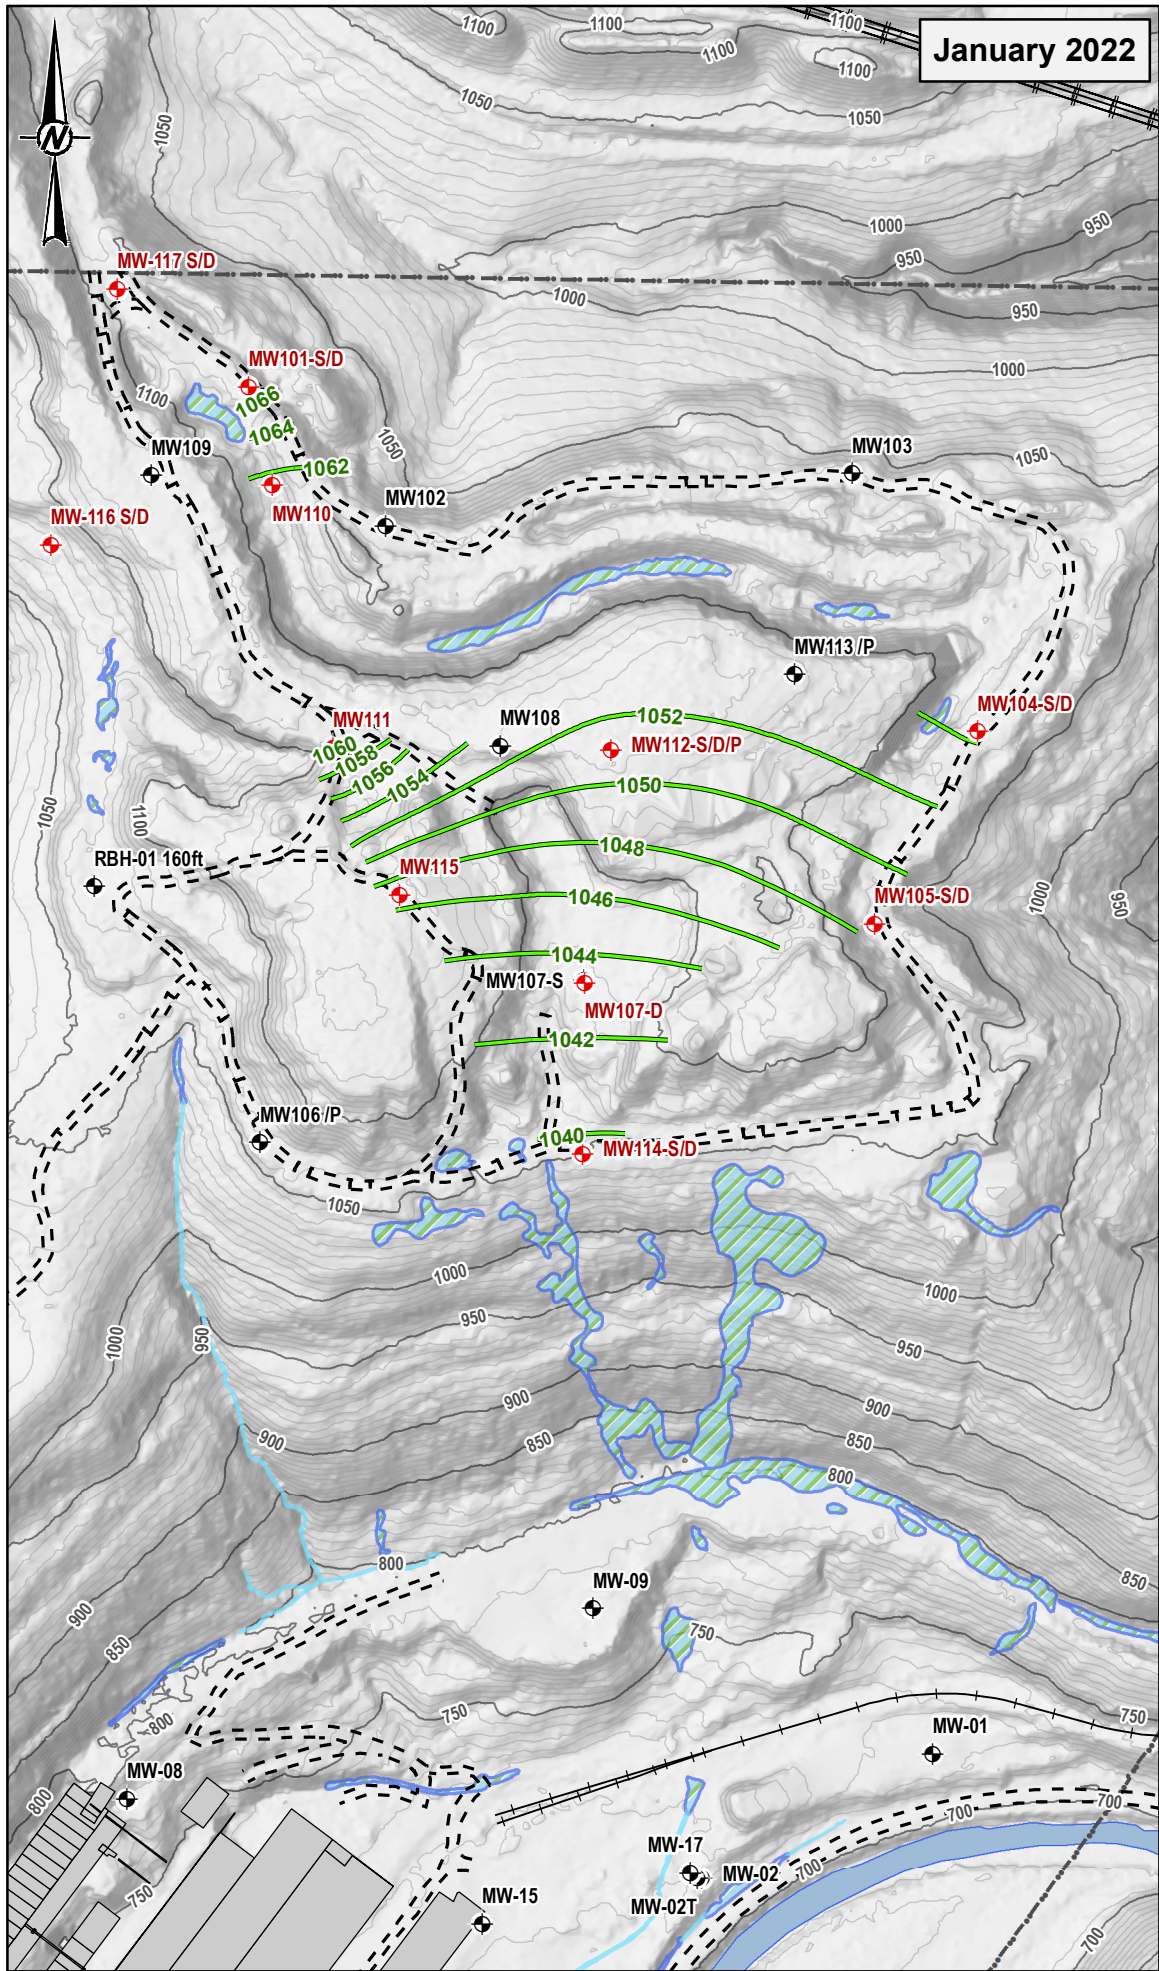 1100
1100
1100
1100
1100
January 2022
1050
1050
1050
N
1000
950
950
MW-117 S/D
1000
950
MW101-S/D
1000
1100
1066
1064
1050
1062
MW109
MW103
1050
MW110
MW102
MW-116 S/D
MW113 /P
MW104-S/D
MW111
1052
MW108
1060
1058
MW112-S/D/P
1056
1054
1050
1050
1100
1048
RBH-01 160ft
MW115
1046
MW105-S/D
1000
950
1044
MW107-S
MW107-D
1042
MW106 /P
1040
MW114-S/D
1050
1000
1000
950
950
1000
950
900
900
900
850
850
800
800
850
MW-09
900
850
750
800
750
750
MW-01
MW-08
800
700
700
MW-17
MW-02
700
MW-02T
MW-15
750
700